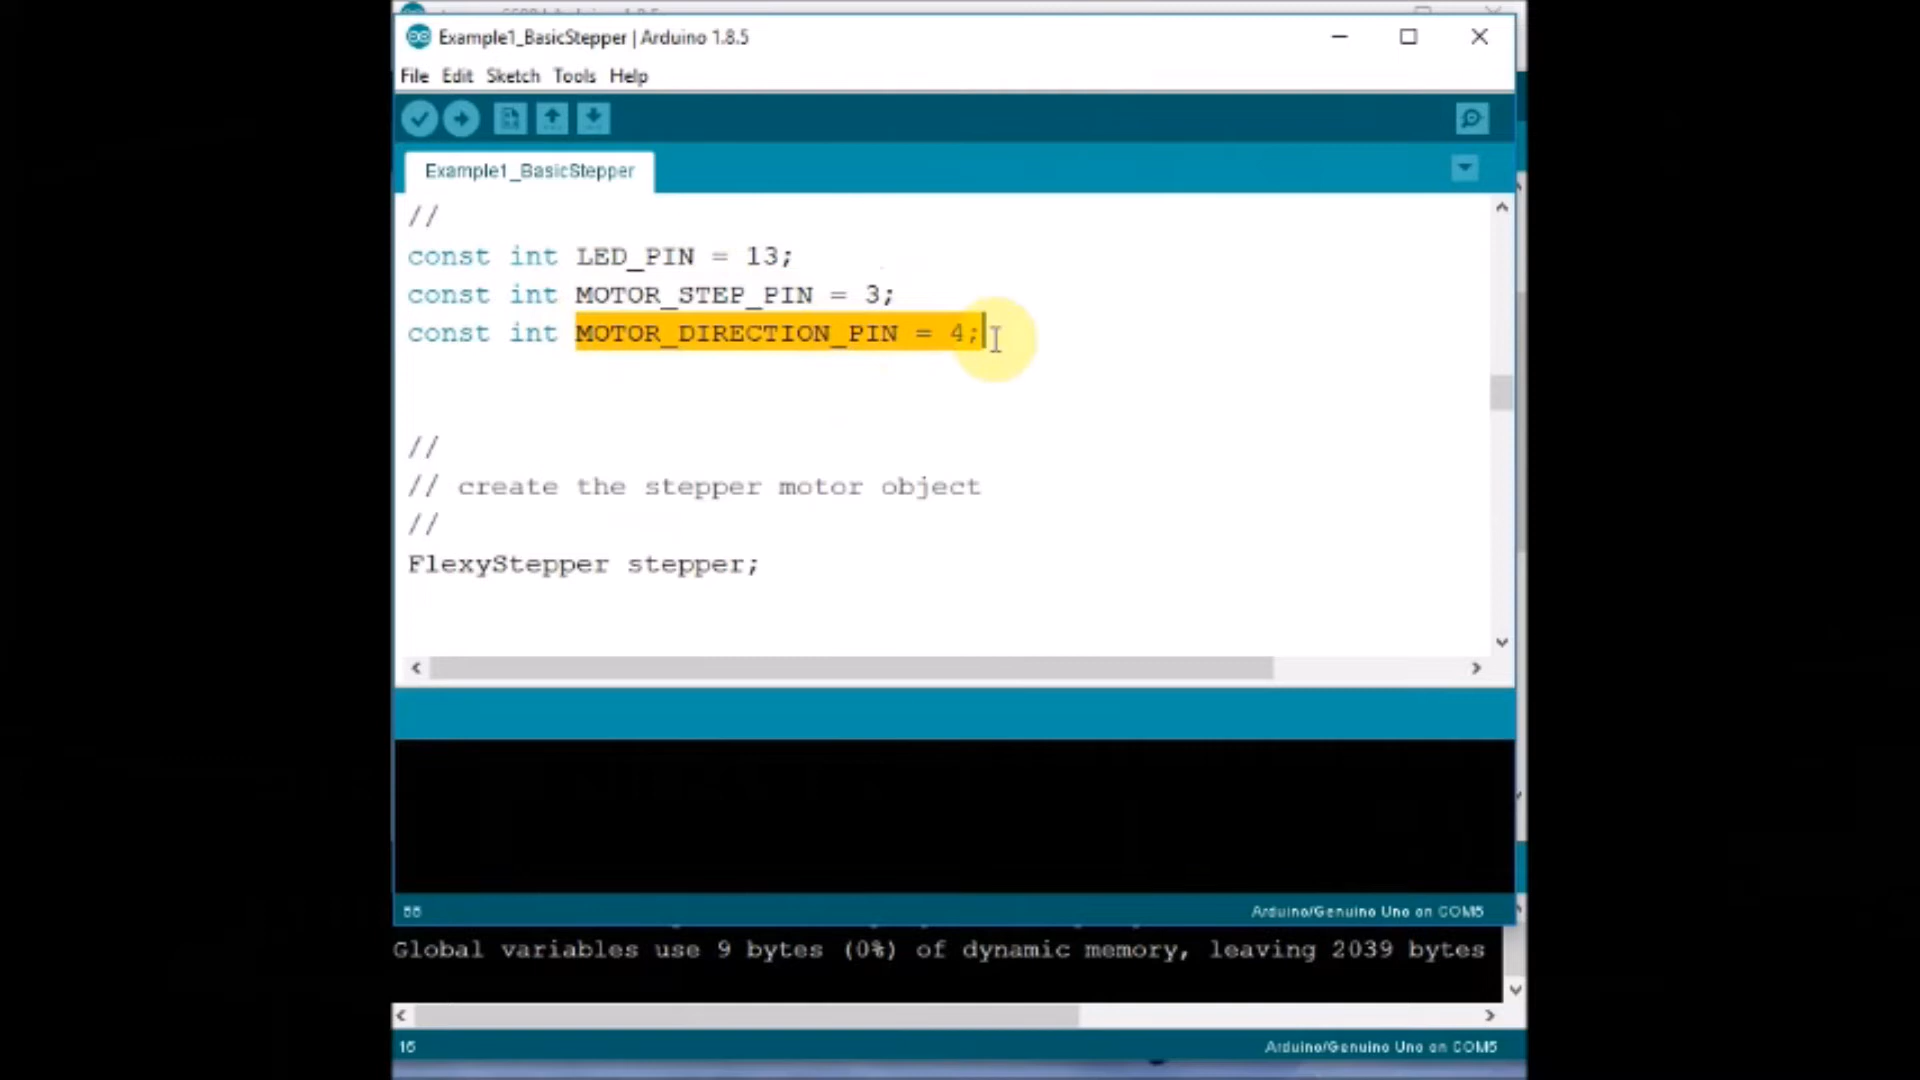 Example1_BasicStepper | Arduino 1.8.5
File Edit Sketch Tools Help
Example1_BasicStepper
//
const int LED_PIN = 13;
const int MOTOR_STEP_PIN = 3;
const int MOTOR_DIRECTION_PIN = 4;
//
// create the stepper motor object
//
FlexyStepper stepper;
Arduino/Genuino Uno on COM5
Global variables use 9 bytes (0%) of dynamic memory, leaving 2039 bytes
Arduino/Genuino Uno on COM5